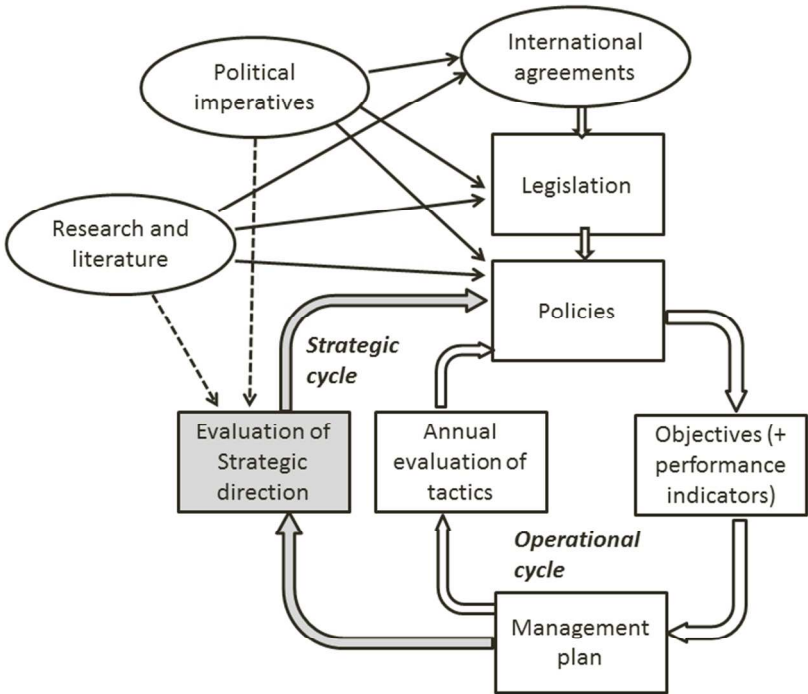 International
agreements
Political
imperatives
Legislation
Research and
literature
Policies
Strategic
cycle
Evaluation of
Strategic
direction
Annual
evaluation of
tactics
Objectives (+
performance
indicators)
Operational
cycle
Management
plan